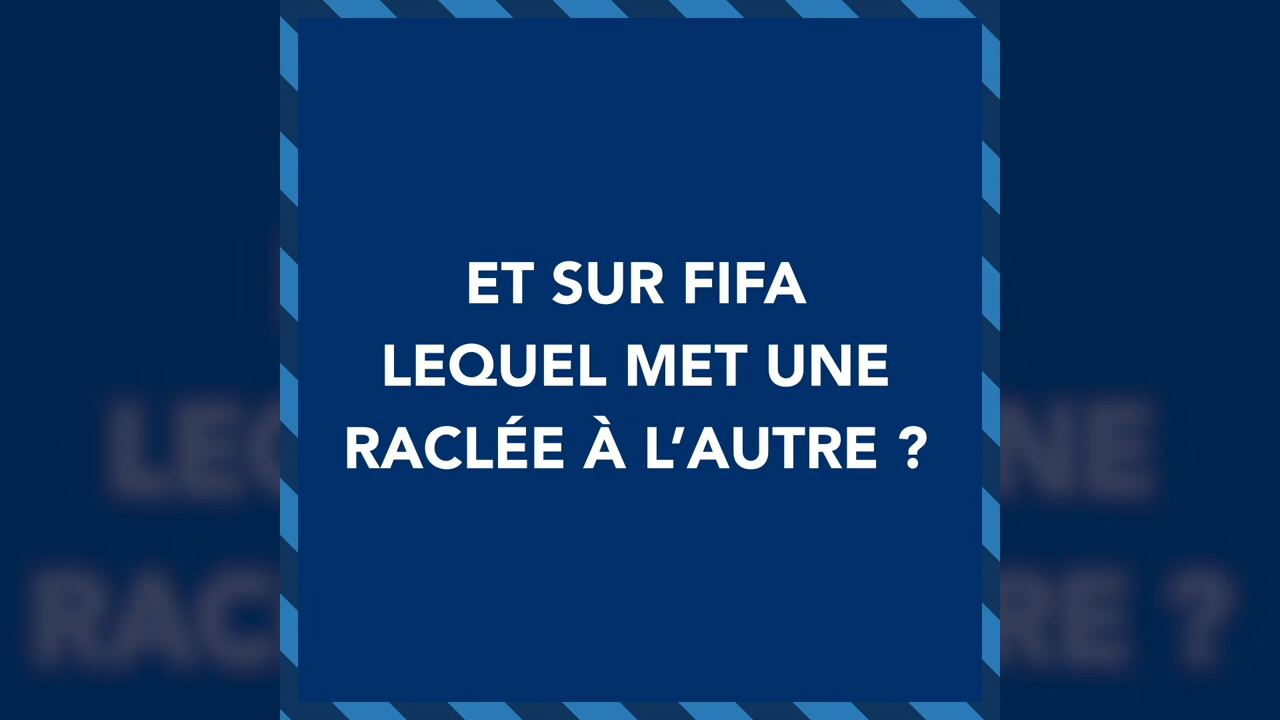 ET SUR FIFA
LEQUEL MET UNE
RACLÉE À L’AUTRE ?